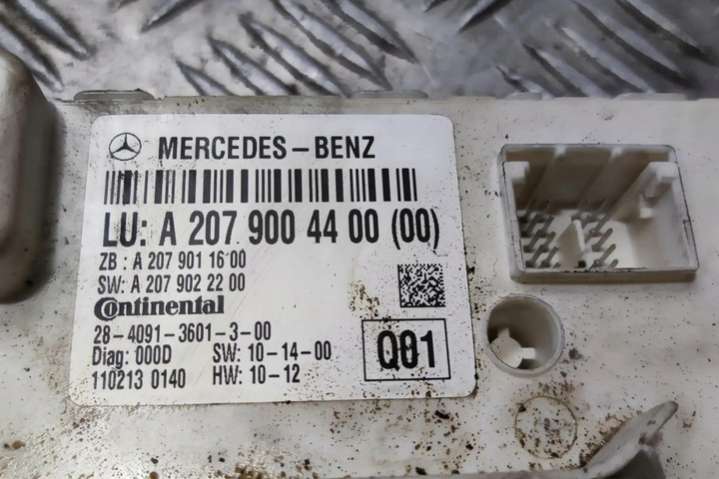 MERCEDES-BENZ
LU: A 207 900 44 00 (00)
ZB : A 207 901 16 00
SW: A 207 902 22 00
Continental
28-4091-3601-3-00
Diag: 000D SW: 10-14-00
110213 0140 HW: 10-12
Q01